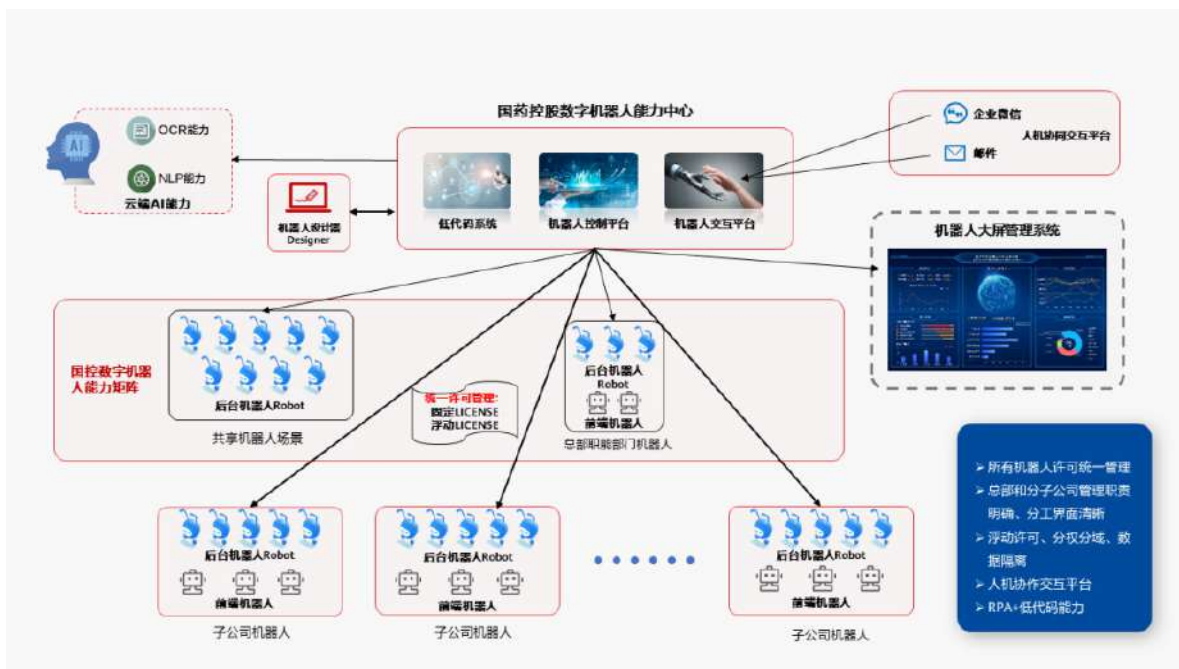 国药控股数字机器人能力中心
OCR能力
NLP能力
云端AI能力
机器人设计器
Designer
低代码系统
机器人控制平台
机器人交互平台
企业微信
人机协同交互平台
邮件
机器人大屏管理系统
国控数字机器
人能力矩阵
后台机器人Robot
共享机器人场景
统一许可管理:
固定LICENSE
浮动LICENSE
后台机器人
Robot
前端机器人
总部职能部门机器人
后台机器人Robot
前端机器人
子公司机器人
后台机器人Robot
前端机器人
子公司机器人
后台机器人Robot
前端机器人
子公司机器人
➢ 所有机器人许可统一管理
➢ 总部和分子公司管理职责
明确、分工界面清晰
➢ 浮动许可、分权分域、数
据隔离
➢ 人机协作交互平台
➢ RPA+低代码能力
AI